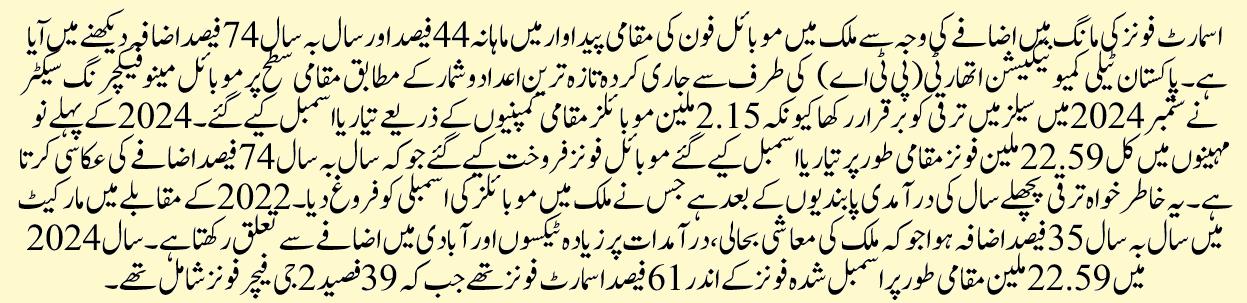 اسمارٹ فونز کی مانگ میں اضافے کی وجہ سے ملک میں موبائل فون کی مقامی پیداوار میں ماہانہ 44 فیصد اور سال بہ سال 74 فیصد اضافہ دیکھنے میں آیا
ہے۔ پاکستان ٹیلی کمیونیکیشن اتھارٹی (پی ٹی اے) کی طرف سے جاری کردہ تازہ ترین اعداد و شمار کے مطابق مقامی سطح پر موبائل مینوفیکچرنگ سیکٹر
نے ستمبر 2024 میں سیلز میں ترقی کو برقرار رکھا کیونکہ 2.15 ملین موبائلز مقامی کمپنیوں کے ذریعے تیار یا اسمبل کیے گئے۔ 2024 کے پہلے نو
مہینوں میں کل 22.59 ملین فونز مقامی طور پر تیار یا اسمبل کیے گئے موبائل فونز فروخت کیے گئے جو کہ سال بہ سال 74 فیصد اضافے کی عکاسی کرتا
ہے۔ یہ خاطر خواہ ترقی پچھلے سال کی درآمدی پابندیوں کے بعد ہے جس نے ملک میں موبائلز کی اسمبلی کو فروغ دیا۔ 2022 کے مقابلے میں مارکیٹ
میں سال بہ سال 35 فیصد اضافہ ہوا جو کہ ملک کی معاشی بحالی، درآمدات پر زیادہ ٹیکسوں اور آبادی میں اضافے سے تعلق رکھتا ہے۔ سال 2024
میں 22.59 ملین مقامی طور پر اسمبل شدہ فونز کے اندر 61 فیصد اسمارٹ فونز تھے جب کہ 39 فصید 2 جی فیچر فونز شامل تھے۔